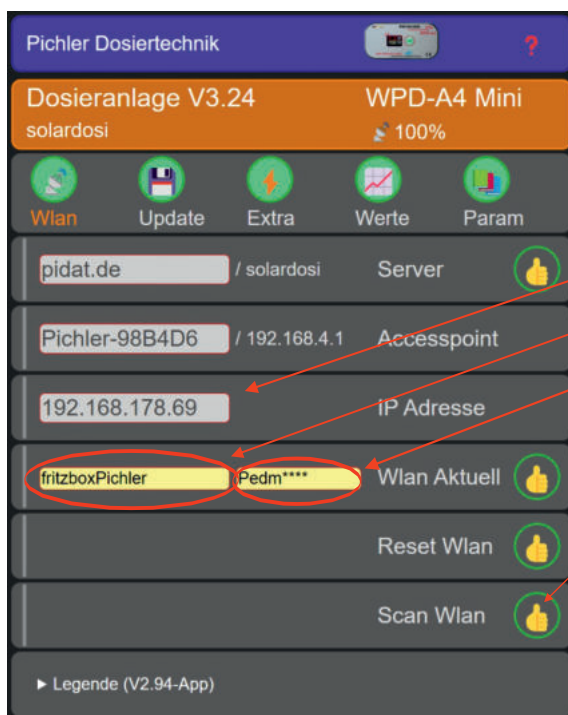 Pichler Dosiertechnik ?
Dosieranlage V3.24 WPD-A4 Mini
solardosi 100%
Wlan Update Extra Werte Param
pidat.de / solardosi Server
Pichler-98B4D6 / 192.168.4.1 Accesspoint
192.168.178.69 IP Adresse
fritzboxPichler Pedm**** Wlan Aktuell
Reset Wlan
Scan Wlan
► Legende (V2.94-App)